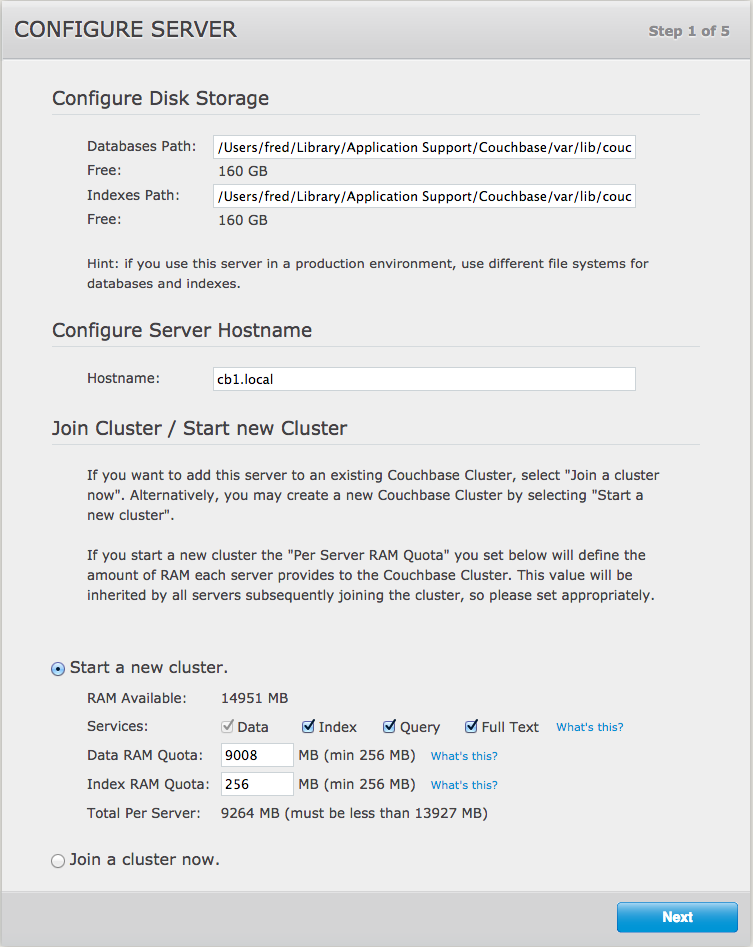 CONFIGURE SERVER
Step 1 of 5
Configure Disk Storage
Databases Path: /Users/fred/Library/Application Support/Couchbase/var/lib/couc
Free: 160 GB
Indexes Path: /Users/fred/Library/Application Support/Couchbase/var/lib/couc
Free: 160 GB
Hint: if you use this server in a production environment, use different file systems for
databases and indexes.
Configure Server Hostname
Hostname: cb1.local
Join Cluster / Start new Cluster
If you want to add this server to an existing Couchbase Cluster, select "Join a cluster
now". Alternatively, you may create a new Couchbase Cluster by selecting "Start a
new cluster".
If you start a new cluster the "Per Server RAM Quota" you set below will define the
amount of RAM each server provides to the Couchbase Cluster. This value will be
inherited by all servers subsequently joining the cluster, so please set appropriately.
Start a new cluster.
RAM Available: 14951 MB
Services: Data Index Query Full Text What's this?
Data RAM Quota: 9008 MB (min 256 MB) What's this?
Index RAM Quota: 256 MB (min 256 MB) What's this?
Total Per Server: 9264 MB (must be less than 13927 MB)
Join a cluster now.
Next